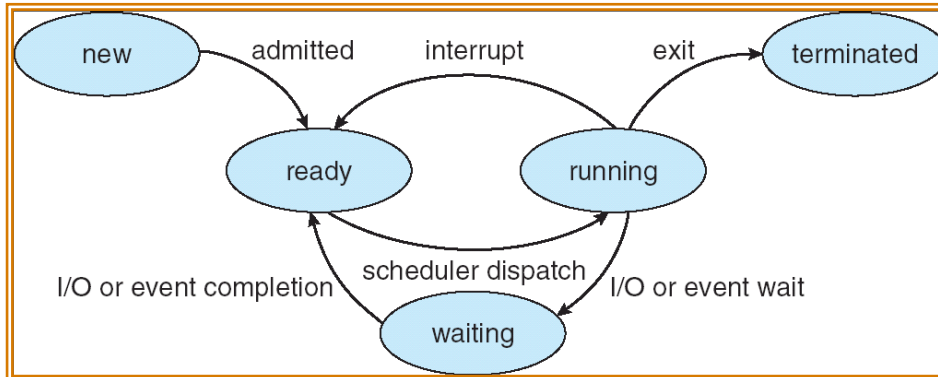 new
admitted
interrupt
exit
terminated
ready
running
I/O or event completion
scheduler dispatch
I/O or event wait
waiting